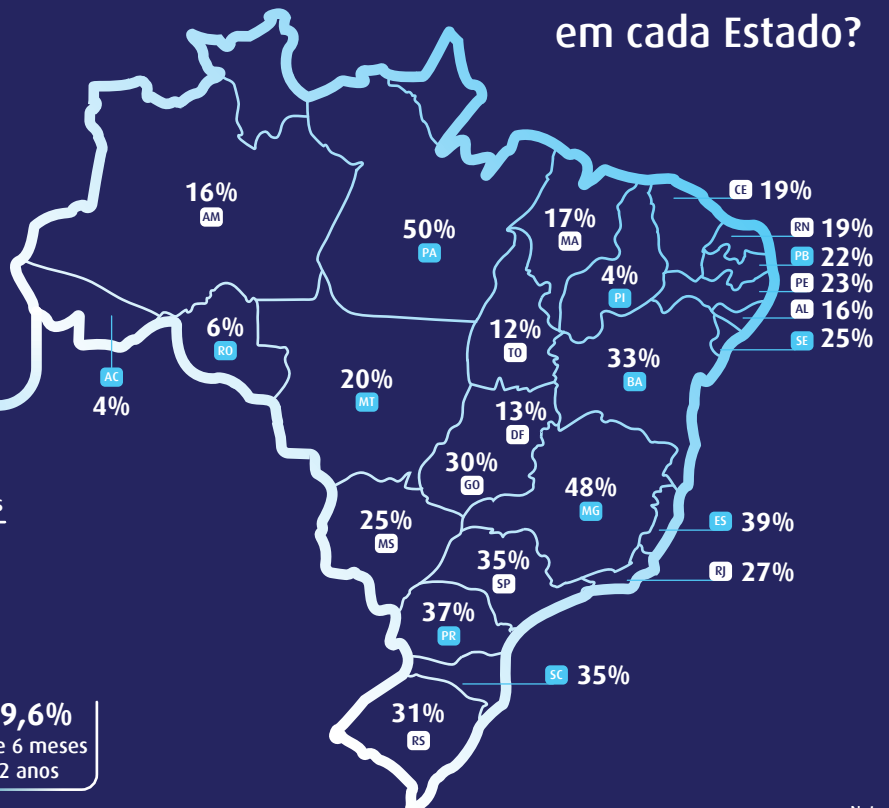 em cada Estado?
16%
AM
50%
PA
17%
MA
4%
PI
CE 19%
RN 19%
PB 22%
PE 23%
AL 16%
SE 25%
6%
RO
AC
4%
20%
MT
12%
TO
33%
BA
13%
DF
30%
GO
48%
MG
25%
MS
ES 39%
35%
SP
RJ 27%
37%
PR
SC 35%
31%
RS
9,6%
6 meses
2 anos